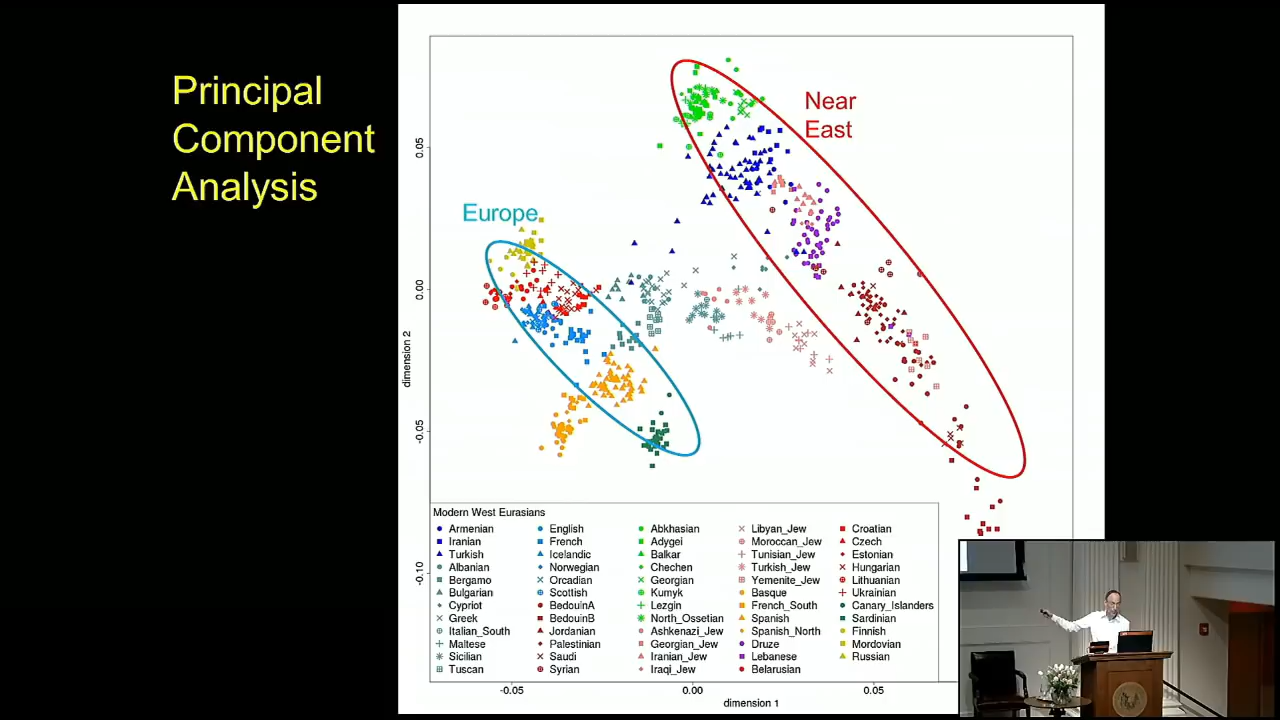 Principal
Component
Analysis
Near
East
Europe
0.05
0.00
-0.05
-0.10
dimension 2
Modern West Eurasians
Armenian
Iranian
Turkish
Albanian
Bergamo
Bulgarian
Cypriot
Greek
Italian_South
Maltese
Sicilian
Tuscan
English
French
Icelandic
Norwegian
Orcadian
Scottish
BedouinA
BedouinB
Jordanian
Palestinian
Saudi
Syrian
Abkhasian
Adygei
Balkar
Chechen
Georgian
Kumyk
Lezgin
North_Ossetian
Ashkenazi_Jew
Georgian_Jew
Iranian_Jew
Iraqi_Jew
Libyan_Jew
Moroccan_Jew
Tunisian_Jew
Turkish_Jew
Yemenite_Jew
Basque
French_South
Spanish
Spanish_North
Druze
Lebanese
Belarusian
Croatian
Czech
Estonian
Hungarian
Lithuanian
Ukrainian
Canary_Islanders
Sardinian
Finnish
Mordovian
Russian
-0.05
0.00
0.05
dimension 1